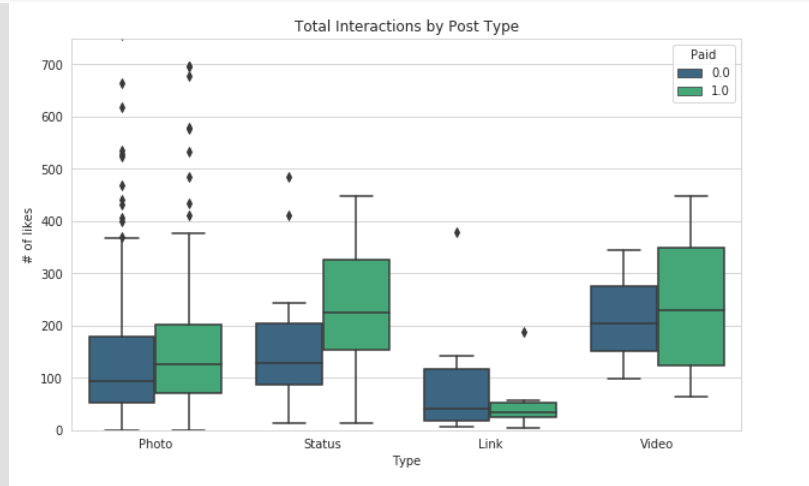 Total Interactions by Post Type
Paid
0.0
1.0
# of likes
700
600
500
400
300
200
100
0
Photo Status Link Video
Type